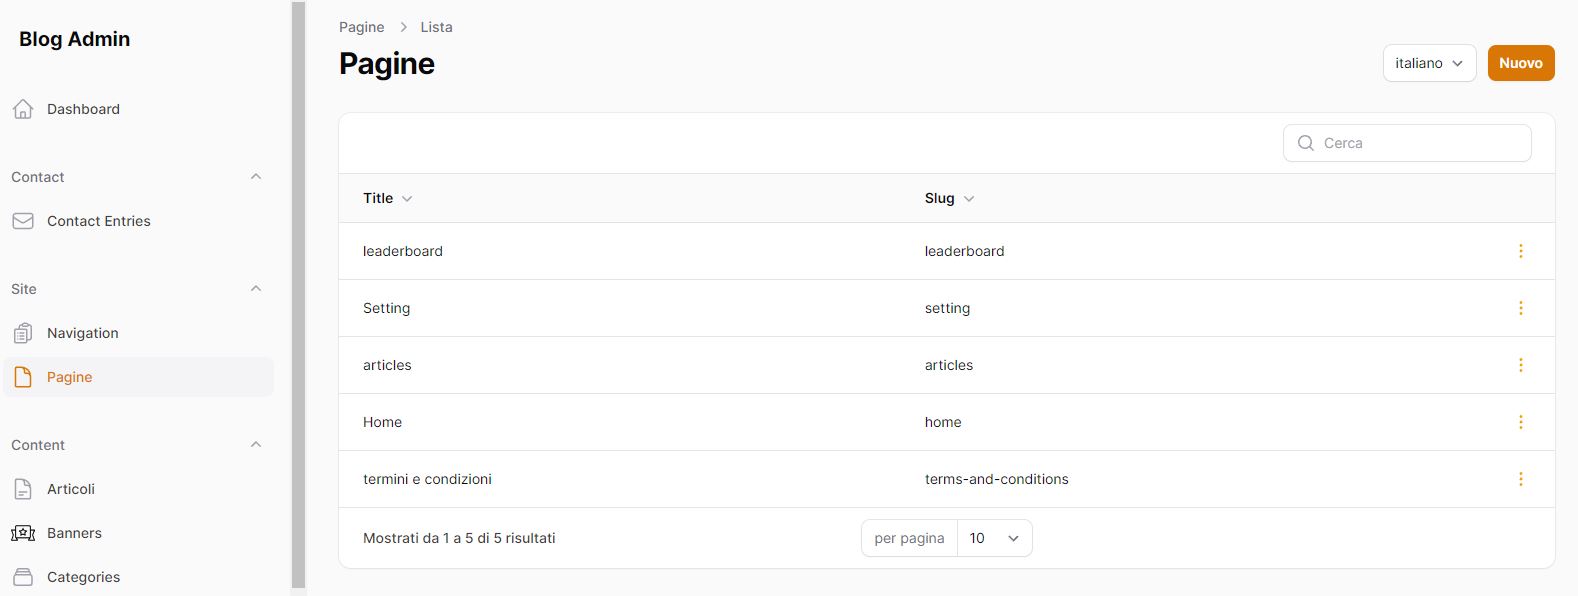 Blog Admin
Dashboard
Contact
Contact Entries
Site
Navigation
Pagine
Content
Articoli
Banners
Categories
Pagine > Lista
Pagine
italiano
Nuovo
Cerca
Title Slug
leaderboard leaderboard
Setting setting
articles articles
Home home
termini e condizioni terms-and-conditions
Mostrati da 1 a 5 di 5 risultati
per pagina 10